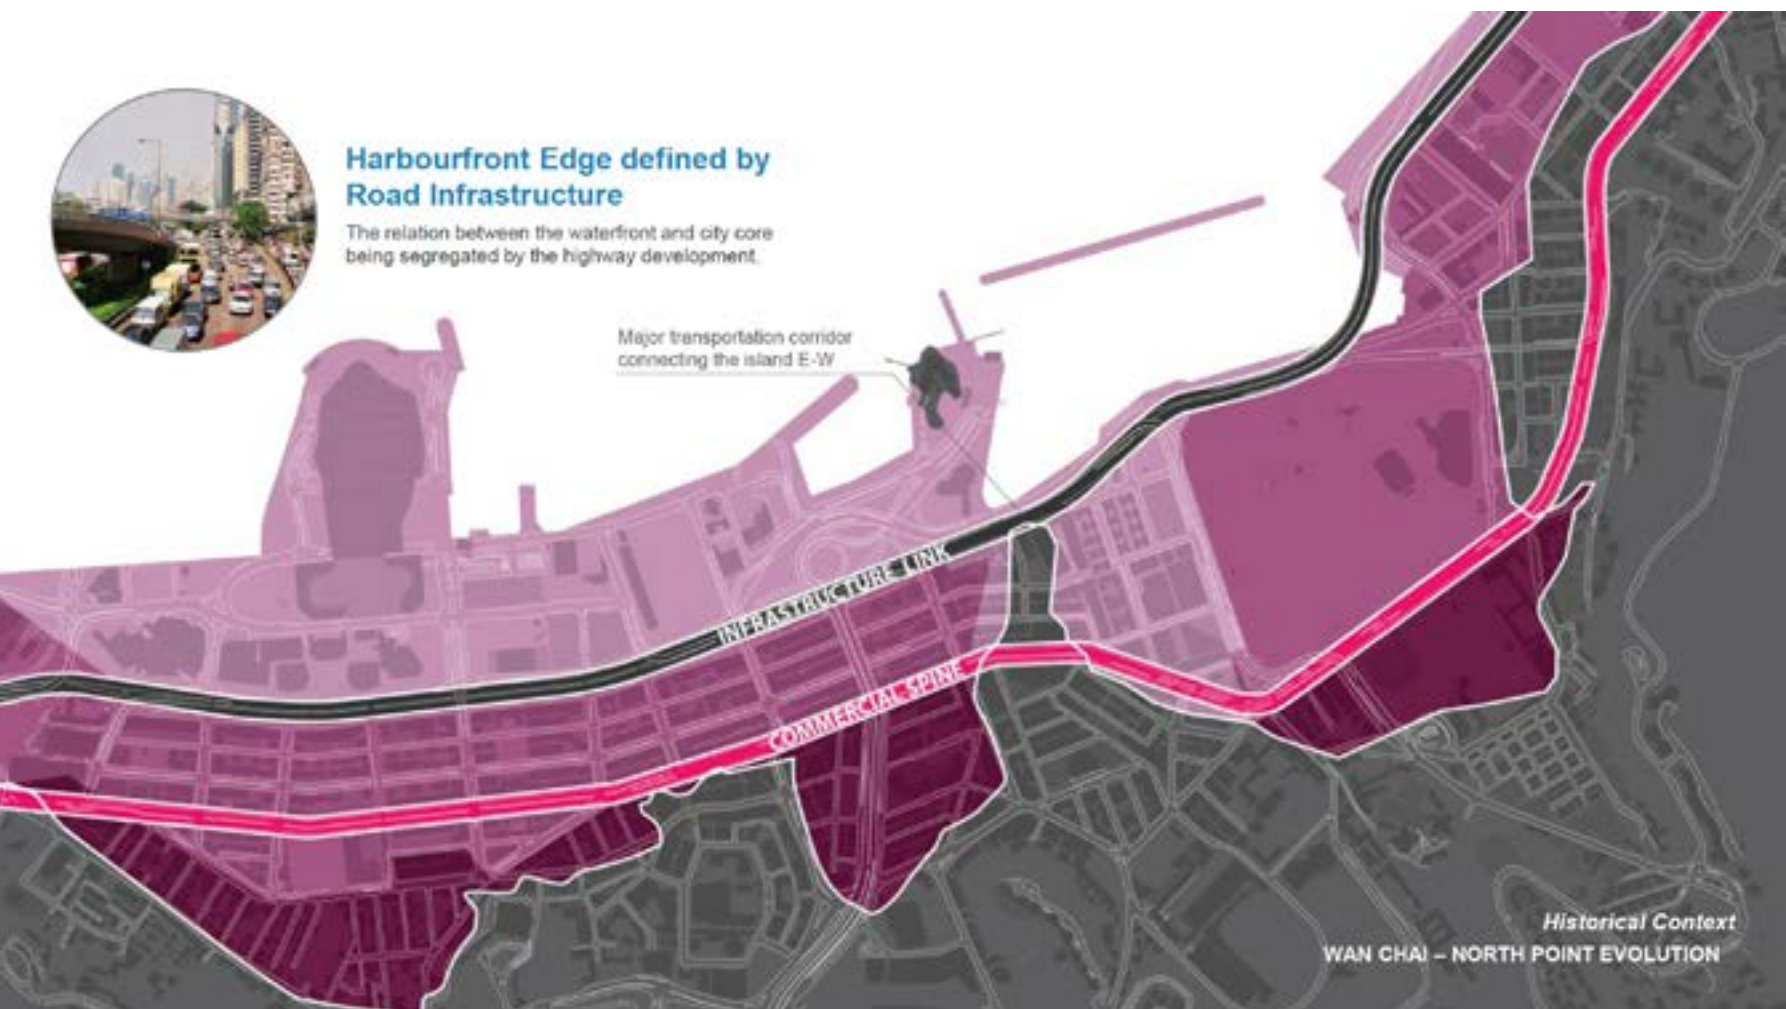 Harbourfront Edge defined by
Road Infrastructure
The relation between the waterfront and city core
being segregated by the highway development.
Major transportation corridor
connecting the island E-W
INFRASTRUCTURE LINK
COMMERCIAL SPINE
Historical Context
WAN CHAI – NORTH POINT EVOLUTION